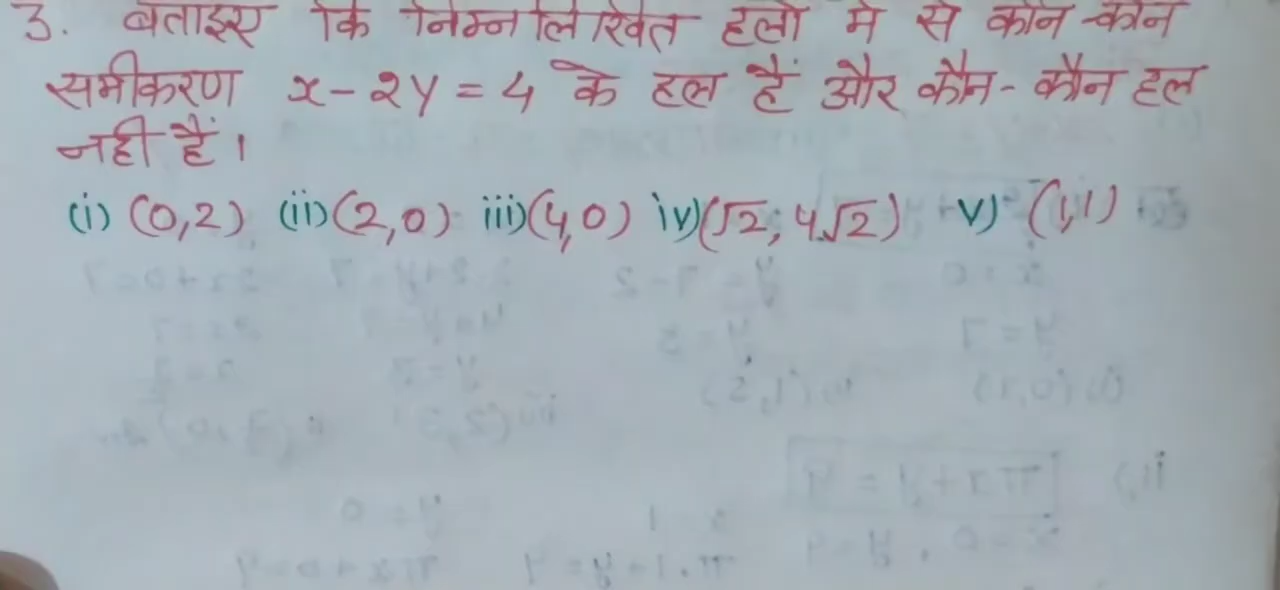 3. बताइए कि निम्नलिखित हलों में से कौन-कौन
समीकरण x - 2y = 4 के हल हैं और कौन-कौन हल
नही हैं।
(i) (0,2) (ii) (2,0) iii) (4,0) iv) (√2, 4√2) v) (1,1)